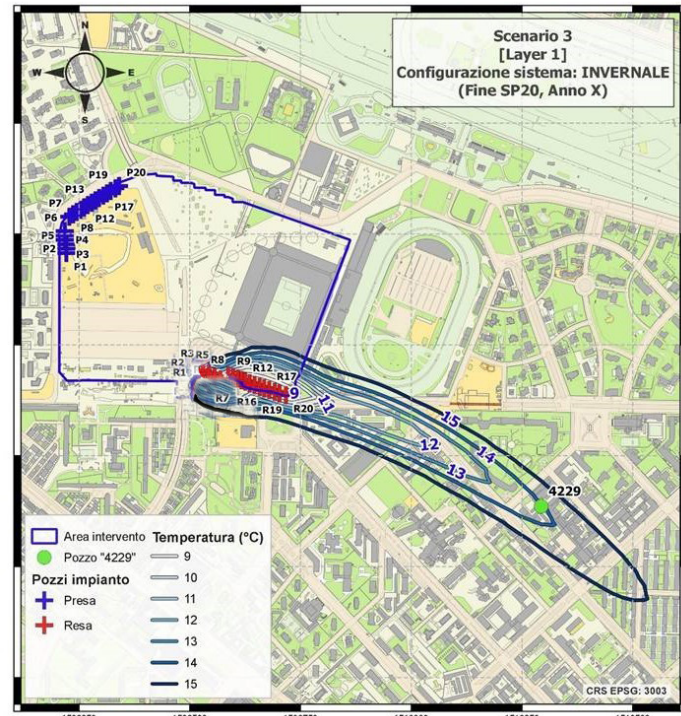 Scenario 3
[Layer 1]
Configurazione sistema: INVERNALE
(Fine SP20, Anno X)
N
W E
S
P19 P20
P13
P7 P17
P6 P12
P5 P8
P2 P4
P3
P1
R3 R5
R2 R8 R9
R1 R12
R17
R7 R16 R19 R20
9
11
12
13
14
15
4229
Area intervento
Pozzo "4229"
Pozzi impianto
Presa
Resa
Temperatura (°C)
9
10
11
12
13
14
15
CRS EPSG: 3003